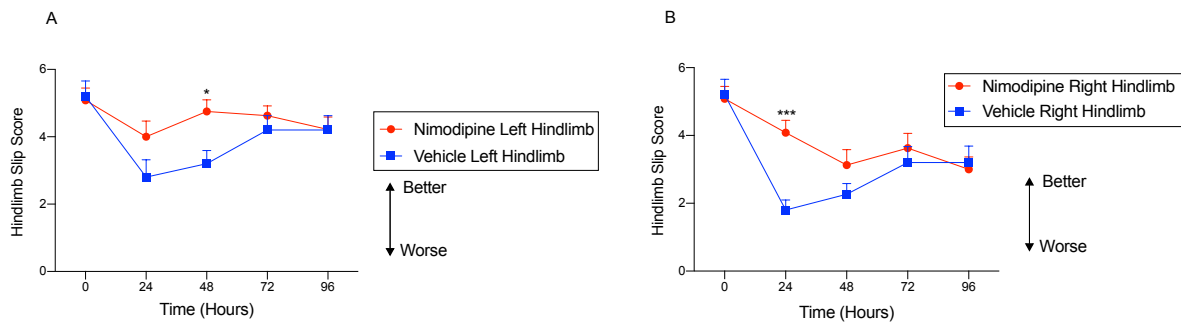 A
Hindlimb Slip Score
6
4
2
0
*
0 24 48 72 96
Time (Hours)
Nimodipine Left Hindlimb
Vehicle Left Hindlimb
Better
Worse
B
Hindlimb Slip Score
6
4
2
0
***
0 24 48 72 96
Time (Hours)
Nimodipine Right Hindlimb
Vehicle Right Hindlimb
Better
Worse